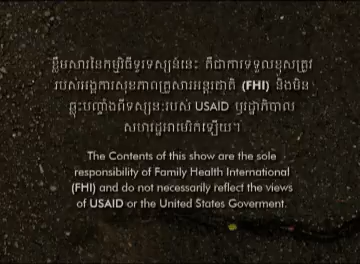 ខ្លឹមសារនៃកម្មវិធីទូរទស្សន៍នេះ គឺជាការទទួលខុសត្រូវ
របស់អង្គការសុខភាពគ្រួសារអន្តរជាតិ (FHI) និងមិន
ឆ្លុះបញ្ចាំងពីទស្សនៈរបស់ USAID ឬរដ្ឋាភិបាល
សហរដ្ឋអាមេរិកឡើយ។
The Contents of this show are the sole
responsibility of Family Health International
(FHI) and do not necessarily reflect the views
of USAID or the United States Goverment.